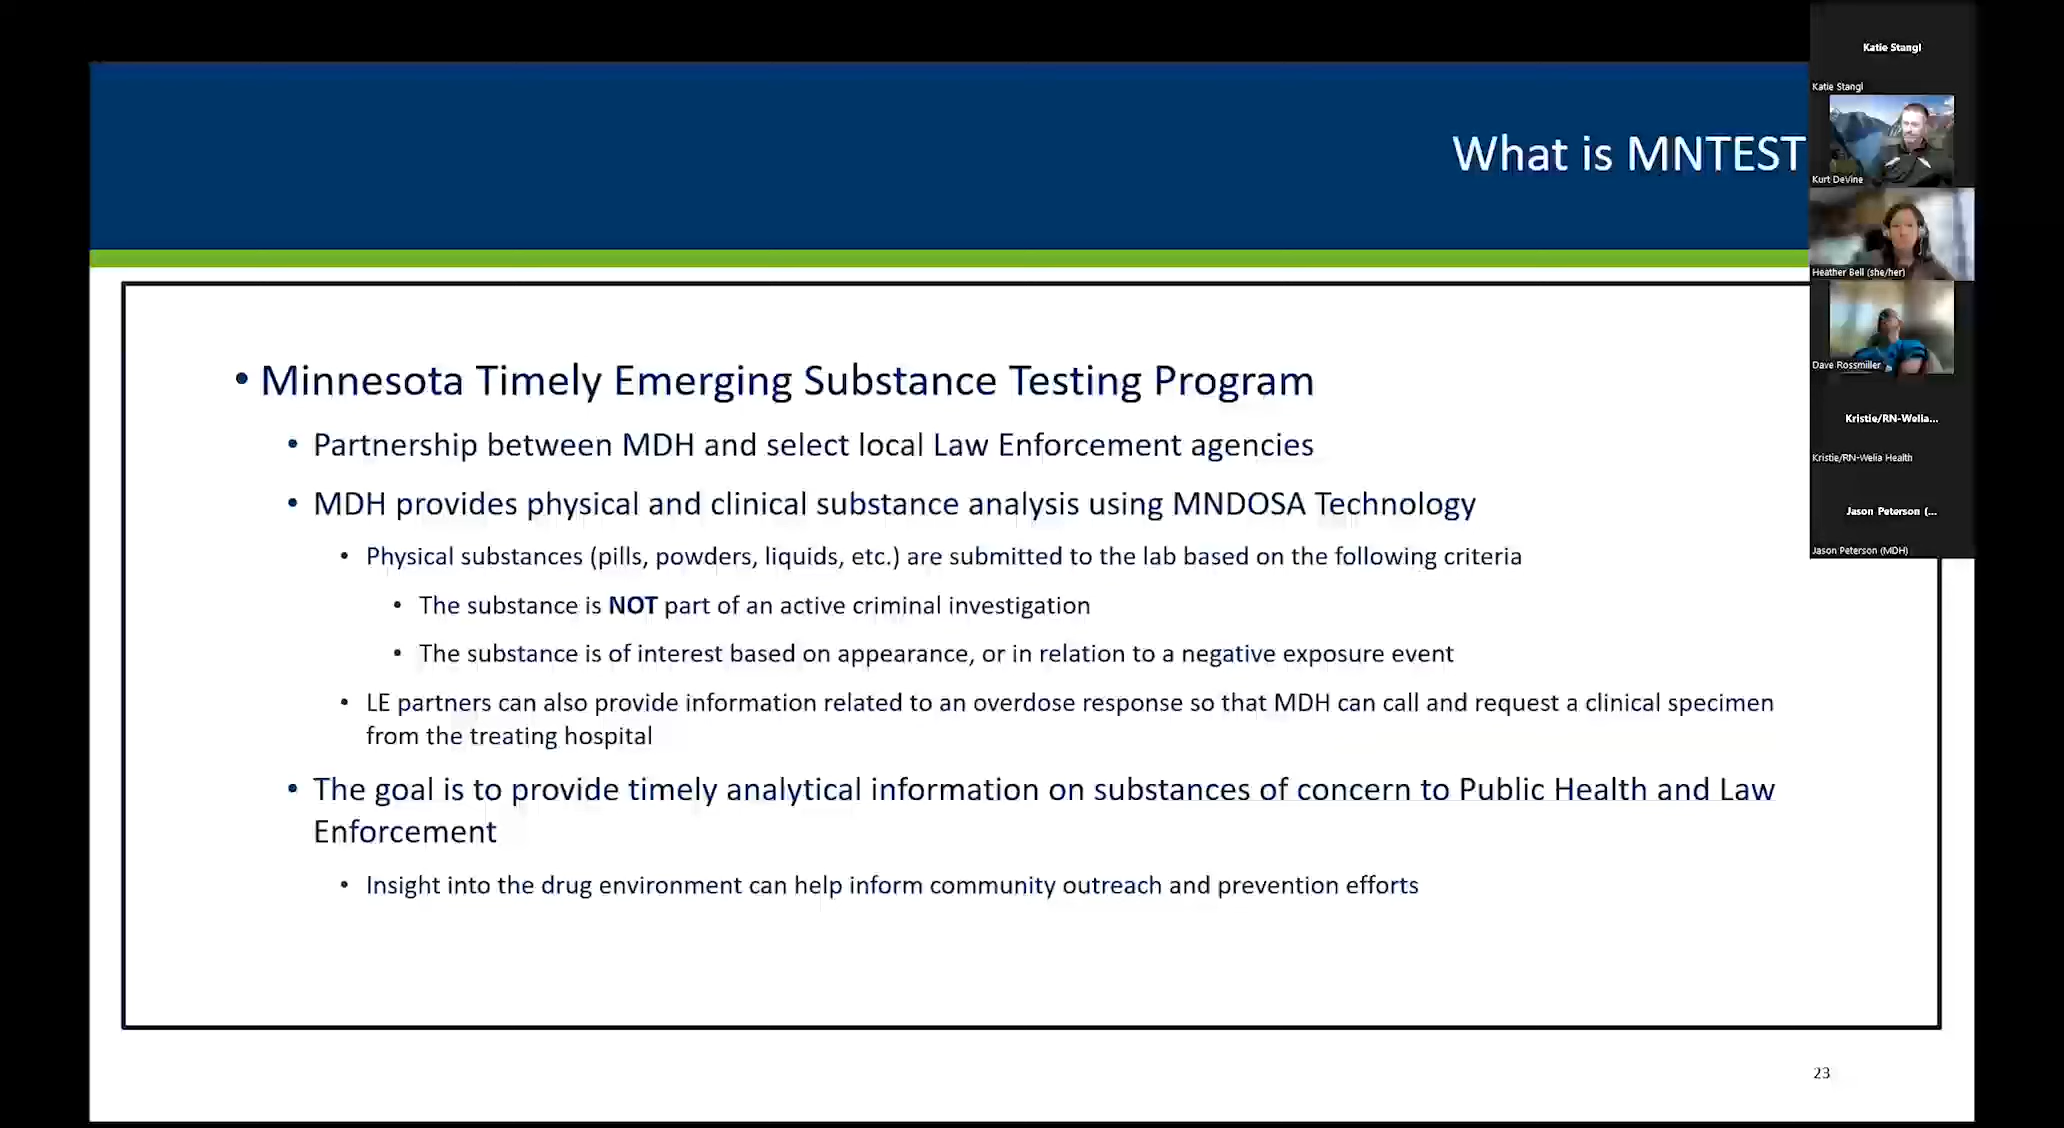 What is MNTEST
• Minnesota Timely Emerging Substance Testing Program
• Partnership between MDH and select local Law Enforcement agencies
• MDH provides physical and clinical substance analysis using MNDOSA Technology
• Physical substances (pills, powders, liquids, etc.) are submitted to the lab based on the following criteria
• The substance is NOT part of an active criminal investigation
• The substance is of interest based on appearance, or in relation to a negative exposure event
• LE partners can also provide information related to an overdose response so that MDH can call and request a clinical specimen
from the treating hospital
• The goal is to provide timely analytical information on substances of concern to Public Health and Law
Enforcement
• Insight into the drug environment can help inform community outreach and prevention efforts
23
Katie Stangl
Katie Stangl
Kurt DeVine
Heather Bell (she/her)
Dave Rossmiller
Kristie/RN-Welia...
Kristie/RN-Welia Health
Jason Peterson (...
Jason Peterson (MDH)